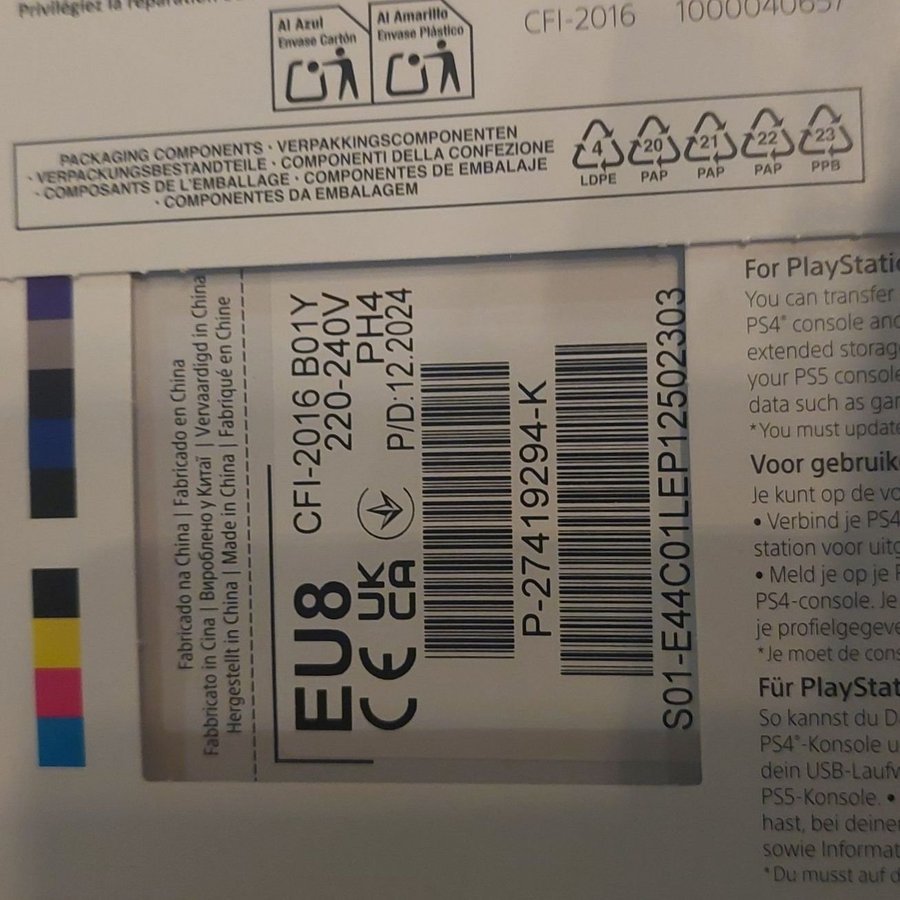 Privilégiez la
Al Azul
Envase Cartón
Al Amarillo
Envase Plástico
CFI-2016
PACKAGING COMPONENTS · VERPAKKINGSCOMPONENTEN
· VERPACKUNGSBESTANDTEILE · COMPONENTI DELLA CONFEZIONE
· COMPOSANTS DE L'EMBALLAGE · COMPONENTES DE EMBALAJE
· COMPONENTES DA EMBALAGEM
4 20 21 22 23
LDPE PAP PAP PAP PPB
Fabricado na China | Fabricado en China
Fabbricato in Cina | Вироблено у Китаї | Vervaardigd in China
Hergestellt in China | Made in China | Fabriqué en Chine
EU8 CFI-2016 B01Y
220-240V
CE UK CA PH4
P/D:12.2024
P-27419294-K
S01-E44C01LEP12502303
For PlayStatio
You can transfer
PS4® console and
extended storag
your PS5 console
data such as gam
*You must update
Voor gebruik
Je kunt op de vo
• Verbind je PS4
station voor uitg
• Meld je op je P
PS4-console. Je
je profielgegeve
*Je moet de cons
Für PlayStat
So kannst du D
PS4®-Konsole u
dein USB-Laufw
PS5-Konsole. •
hast, bei deine
sowie Informat
*Du musst auf d